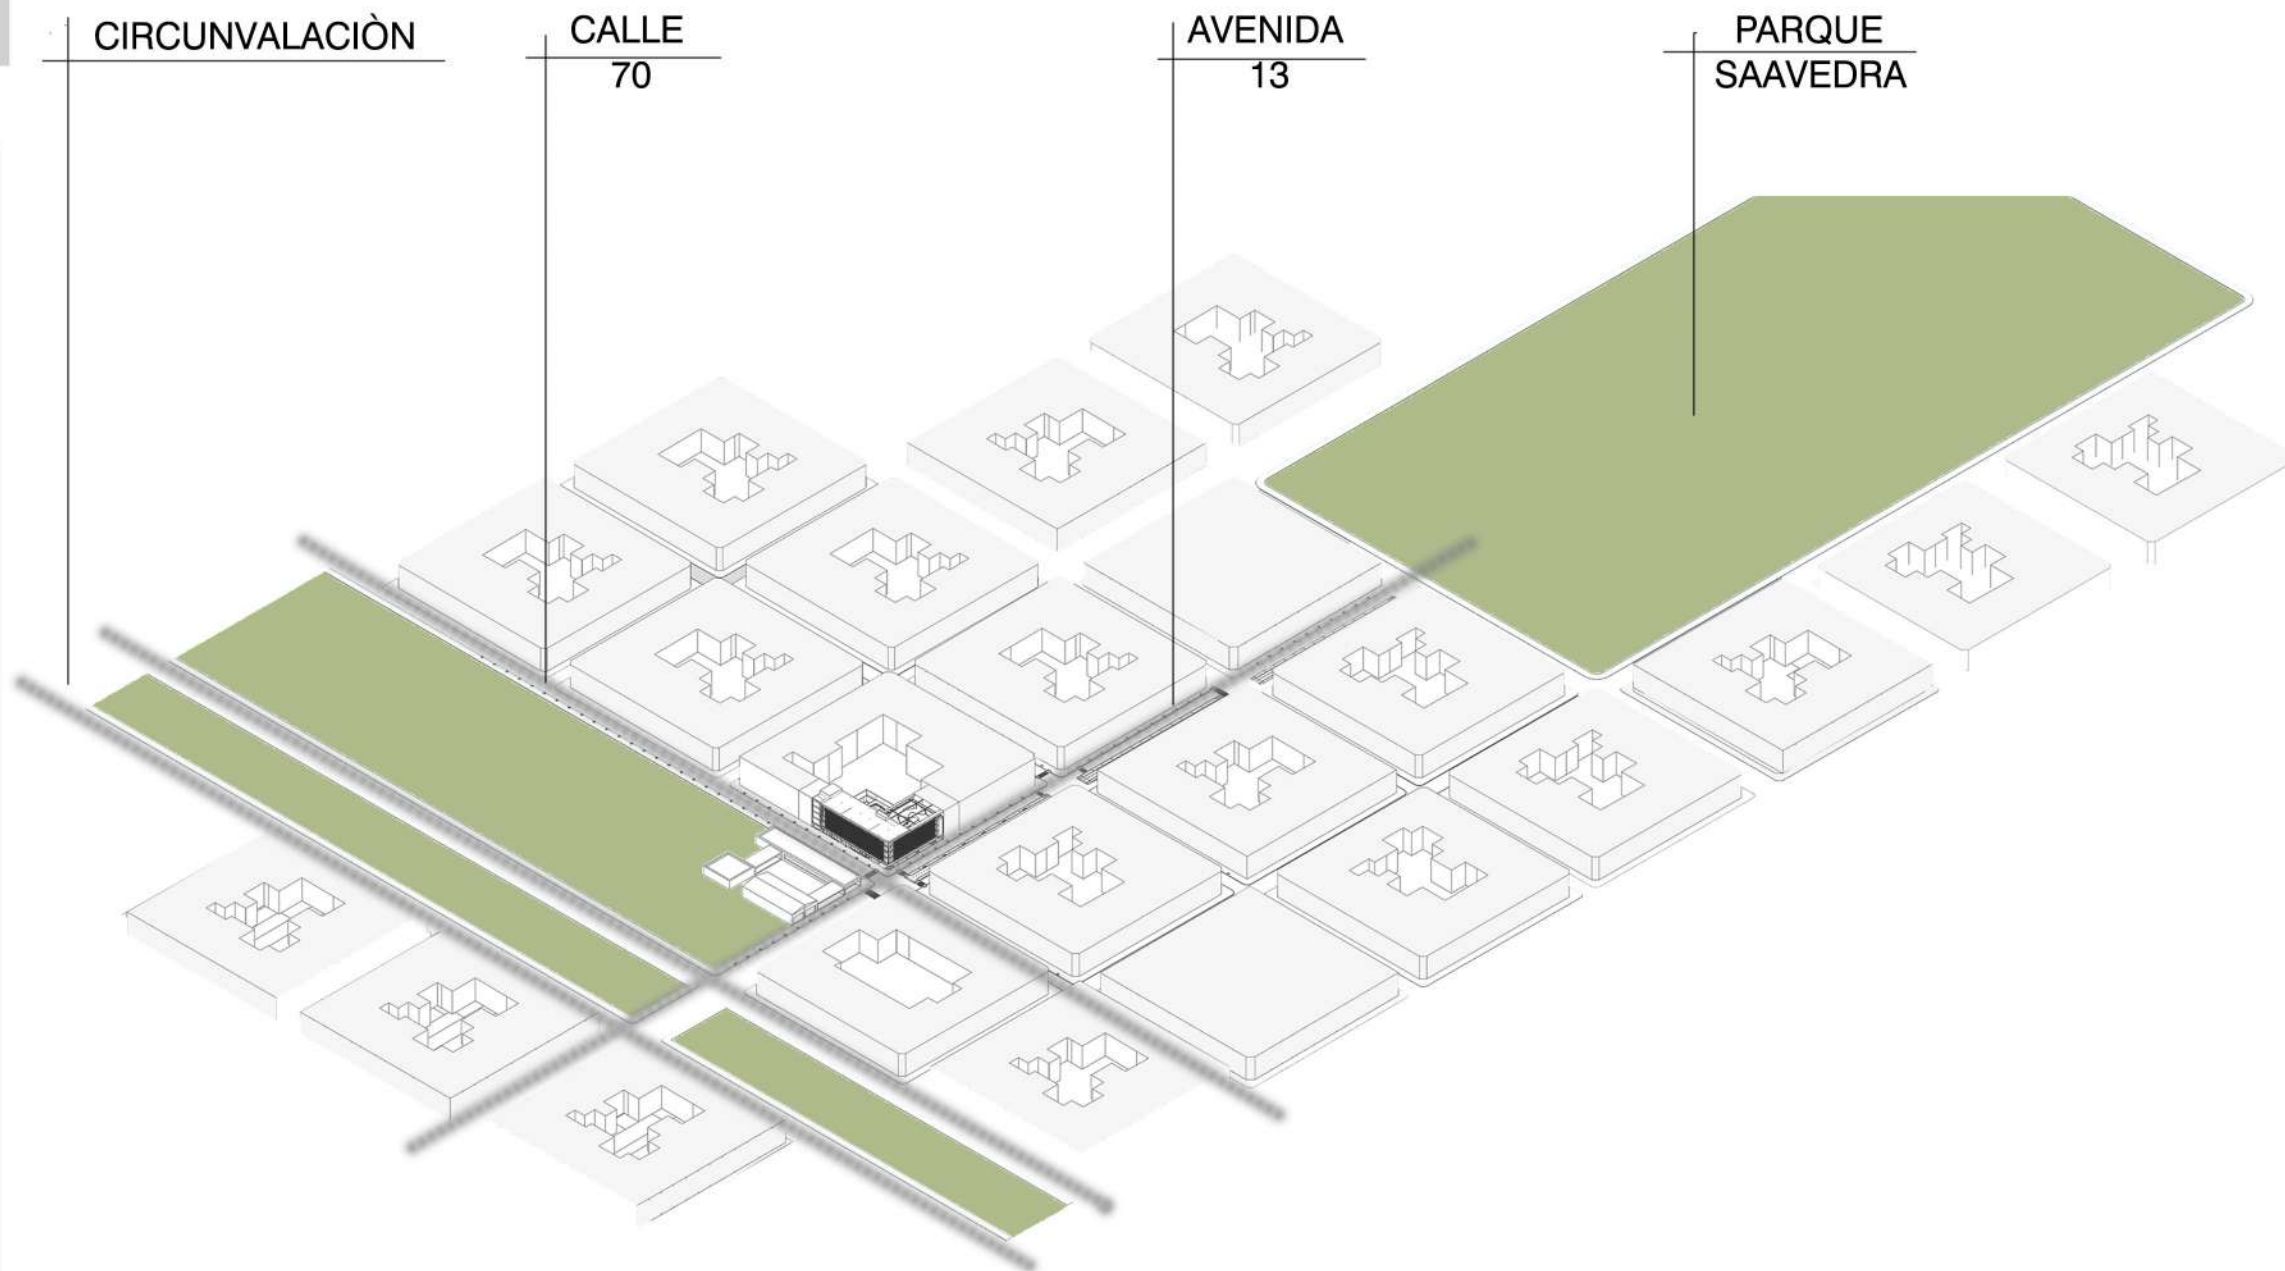 CIRCUNVALACIÒN
CALLE
70
AVENIDA
13
PARQUE
SAAVEDRA